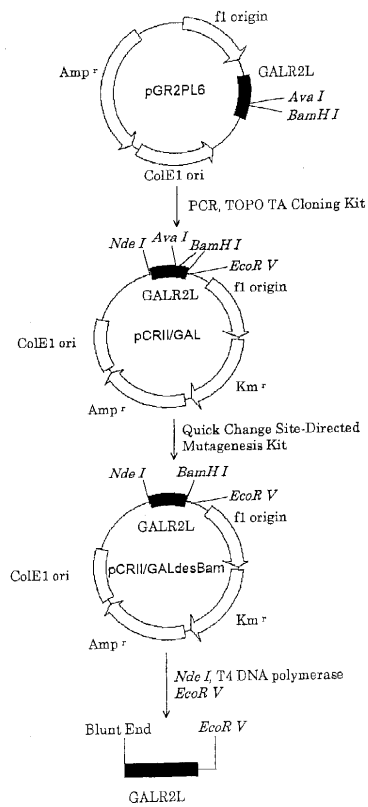 f1 origin
Amp r
GALR2L
pGR2PL6
Ava I
BamH I
ColE1 ori
PCR, TOPO TA Cloning Kit
Nde I
Ava I
BamH I
EcoR V
GALR2L
f1 origin
pCRII/GAL
ColE1 ori
Km r
Amp r
Quick Change Site-Directed
Mutagenesis Kit
Nde I
BamH I
EcoR V
GALR2L
f1 origin
pCRII/GALdesBam
ColE1 ori
Km r
Amp r
Nde I, T4 DNA polymerase
EcoR V
Blunt End
EcoR V
GALR2L